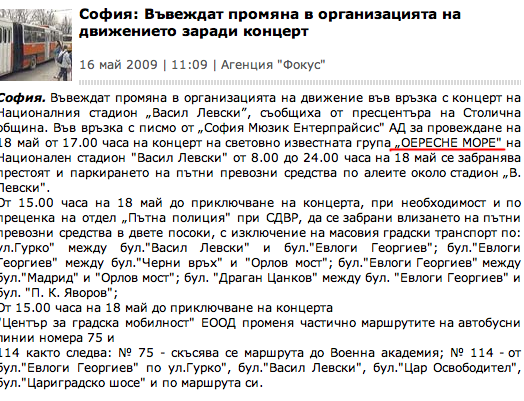 София: Въвеждат промяна в организацията на
движението заради концерт
16 май 2009 | 11:09 | Агенция "Фокус"
София. Въвеждат промяна в организацията на движение във връзка с концерт на
Националния стадион „Васил Левски", съобщиха от пресцентъра на Столична
община. Във връзка с писмо от „София Мюзик Ентерпрайсис" АД за провеждане на
18 май от 17.00 часа на концерт на световно известната група „ОЕРЕСНЕ МОРЕ" на
Национален стадион "Васил Левски" от 8.00 до 24.00 часа на 18 май се забранява
престоят и паркирането на пътни превозни средства по алеите около стадион „В.
Левски".
От 15.00 часа на 18 май до приключване на концерта, при необходимост и по
преценка на отдел „Пътна полиция" при СДВР, да се забрани влизането на пътни
превозни средства в двете посоки, с изключение на масовия градски транспорт по:
ул.Гурко" между бул."Васил Левски" и "Евлоги Георгиев"; бул."Евлоги
Георгиев" между бул."Черни връх" и "Орлов мост"; бул."Евлоги Георгиев" между
бул."Мадрид" и "Орлов мост"; бул. "Драган Цанков" между бул. "Евлоги Георгиев" и
бул. "П. К. Яворов";
От 15.00 часа на 18 май до приключване на концерта
"Център за градска мобилност" ЕООД променя частично маршрутите на автобусни
линии номера 75 и
114 както следва: № 75 - скъсява се маршрута до Военна академия; № 114 - от
бул."Евлоги Георгиев" по ул.Гурко", бул."Васил Левски", бул."Цар Освободител",
бул."Цариградско шосе" и по маршрута си.